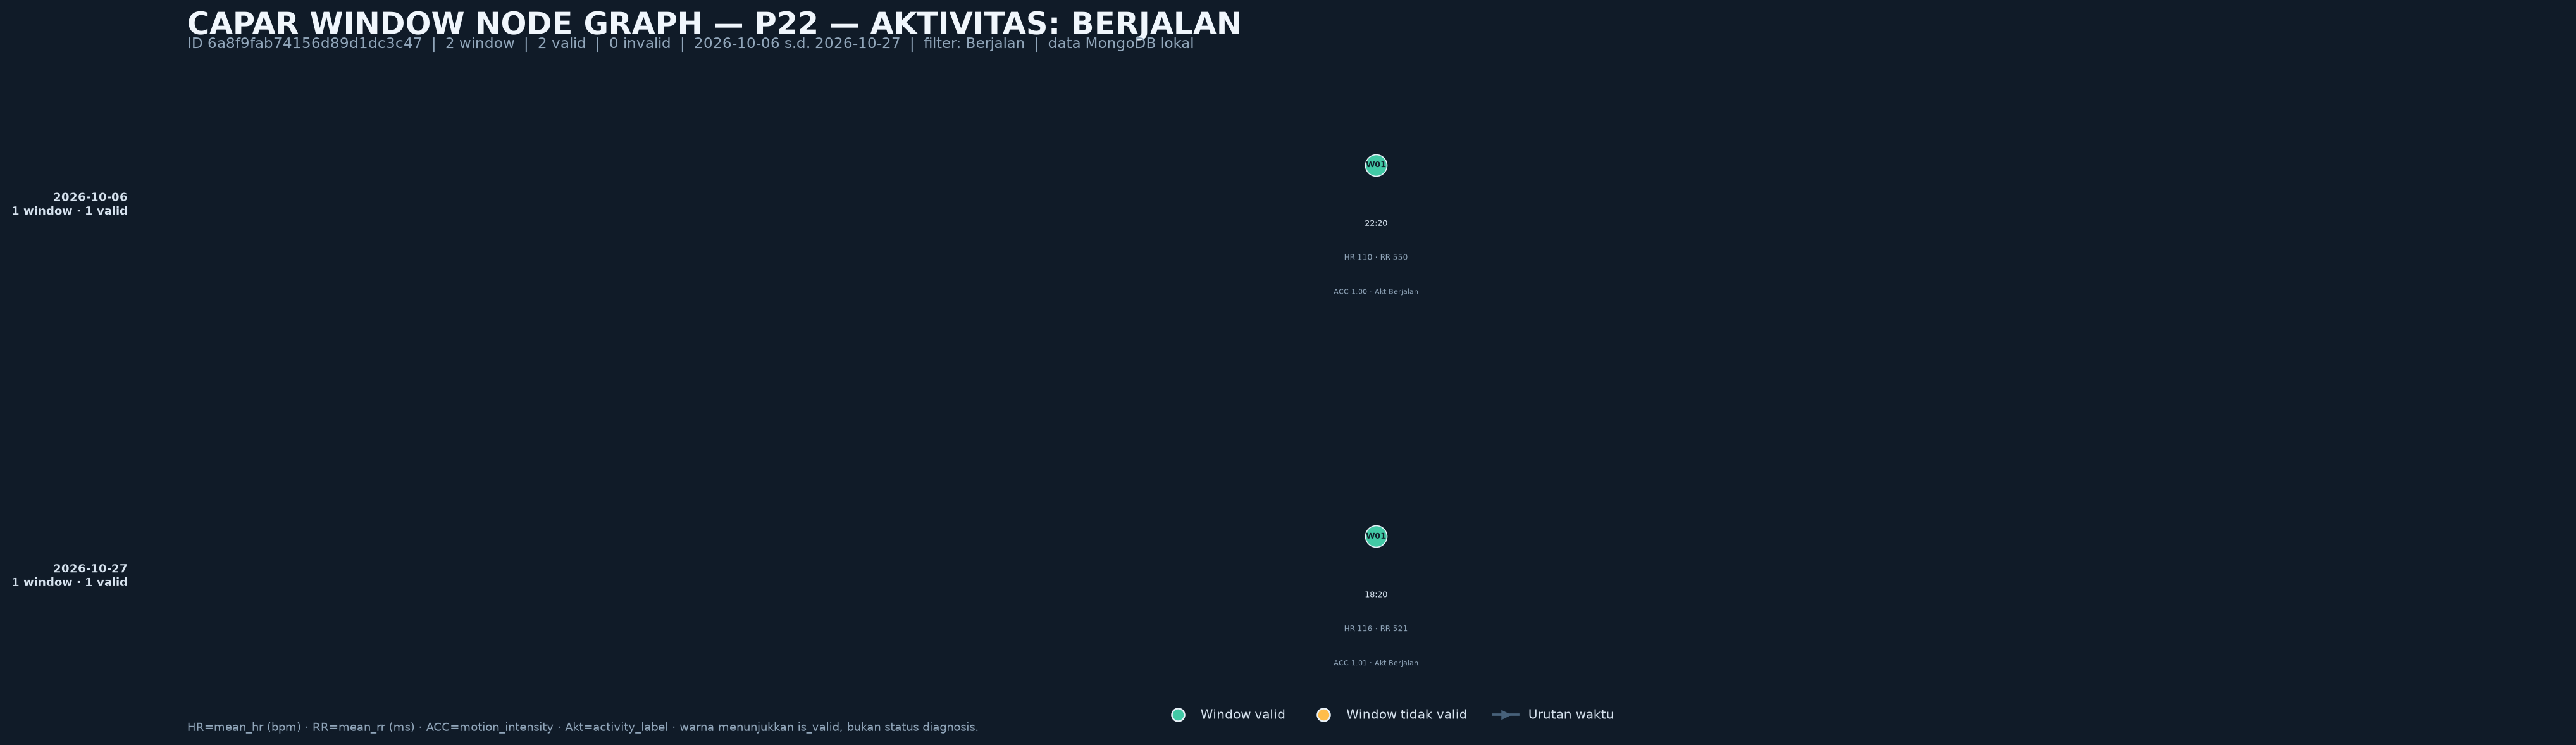 CAPAR WINDOW NODE GRAPH — P22 — AKTIVITAS: BERJALAN
ID 6a8f9fab74156d89d1dc3c47 | 2 window | 2 valid | 0 invalid | 2026-10-06 s.d. 2026-10-27 | filter: Berjalan | data MongoDB lokal
W01
2026-10-06
1 window · 1 valid
22:20
HR 110 · RR 550
ACC 1.00 · Akt Berjalan
W01
2026-10-27
1 window · 1 valid
18:20
HR 116 · RR 521
ACC 1.01 · Akt Berjalan
Window valid
Window tidak valid
Urutan waktu
HR=mean_hr (bpm) · RR=mean_rr (ms) · ACC=motion_intensity · Akt=activity_label · warna menunjukkan is_valid, bukan status diagnosis.